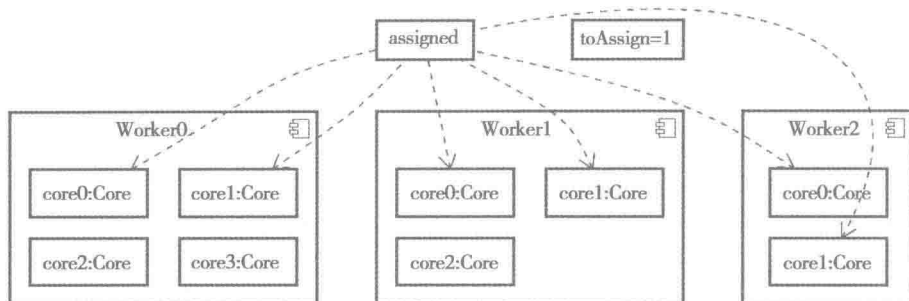 assigned toAssign=1
Worker0 Worker1 Worker2
core0:Core core1:Core core0:Core core1:Core core0:Core
core2:Core core3:Core core2:Core core1:Core